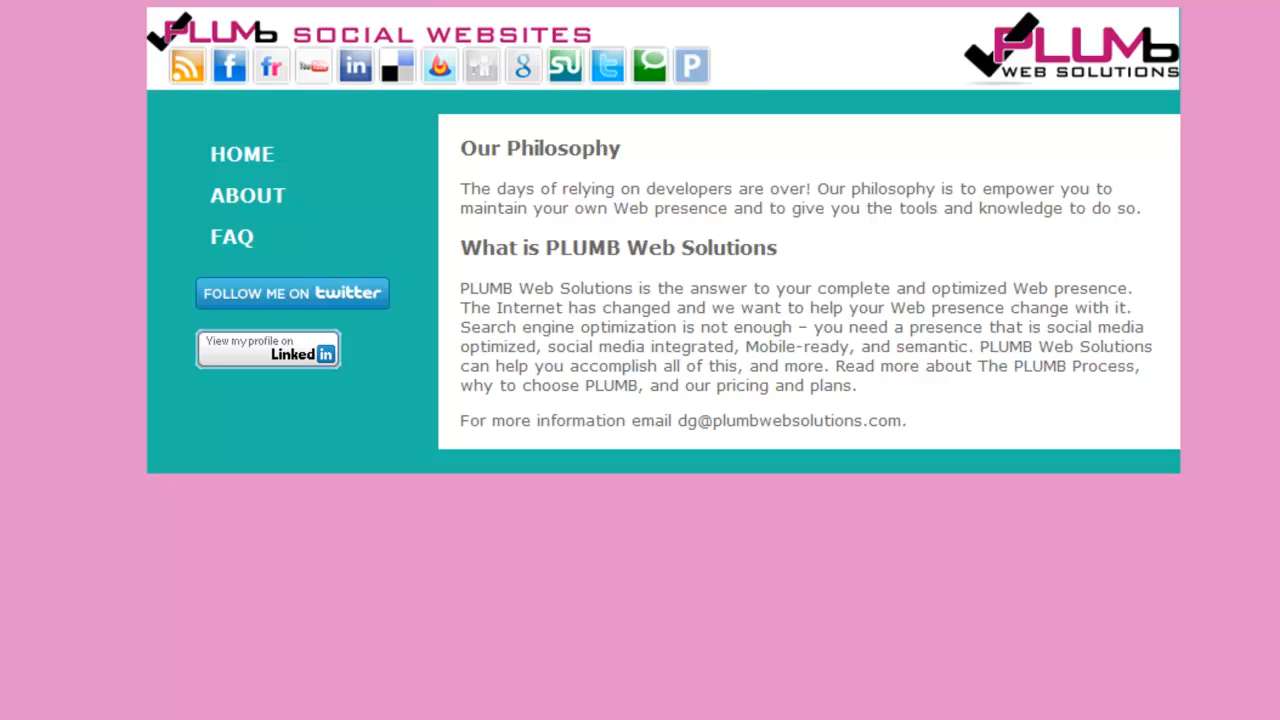 PLUMb SOCIAL WEBSITES
f fr You Tube in g SU t P
PLUMb
WEB SOLUTIONS
HOME
ABOUT
FAQ
FOLLOW ME ON twitter
View my profile on
Linked in
Our Philosophy
The days of relying on developers are over! Our philosophy is to empower you to
maintain your own Web presence and to give you the tools and knowledge to do so.
What is PLUMB Web Solutions
PLUMB Web Solutions is the answer to your complete and optimized Web presence.
The Internet has changed and we want to help your Web presence change with it.
Search engine optimization is not enough – you need a presence that is social media
optimized, social media integrated, Mobile-ready, and semantic. PLUMB Web Solutions
can help you accomplish all of this, and more. Read more about The PLUMB Process,
why to choose PLUMB, and our pricing and plans.
For more information email dg@plumbwebsolutions.com.